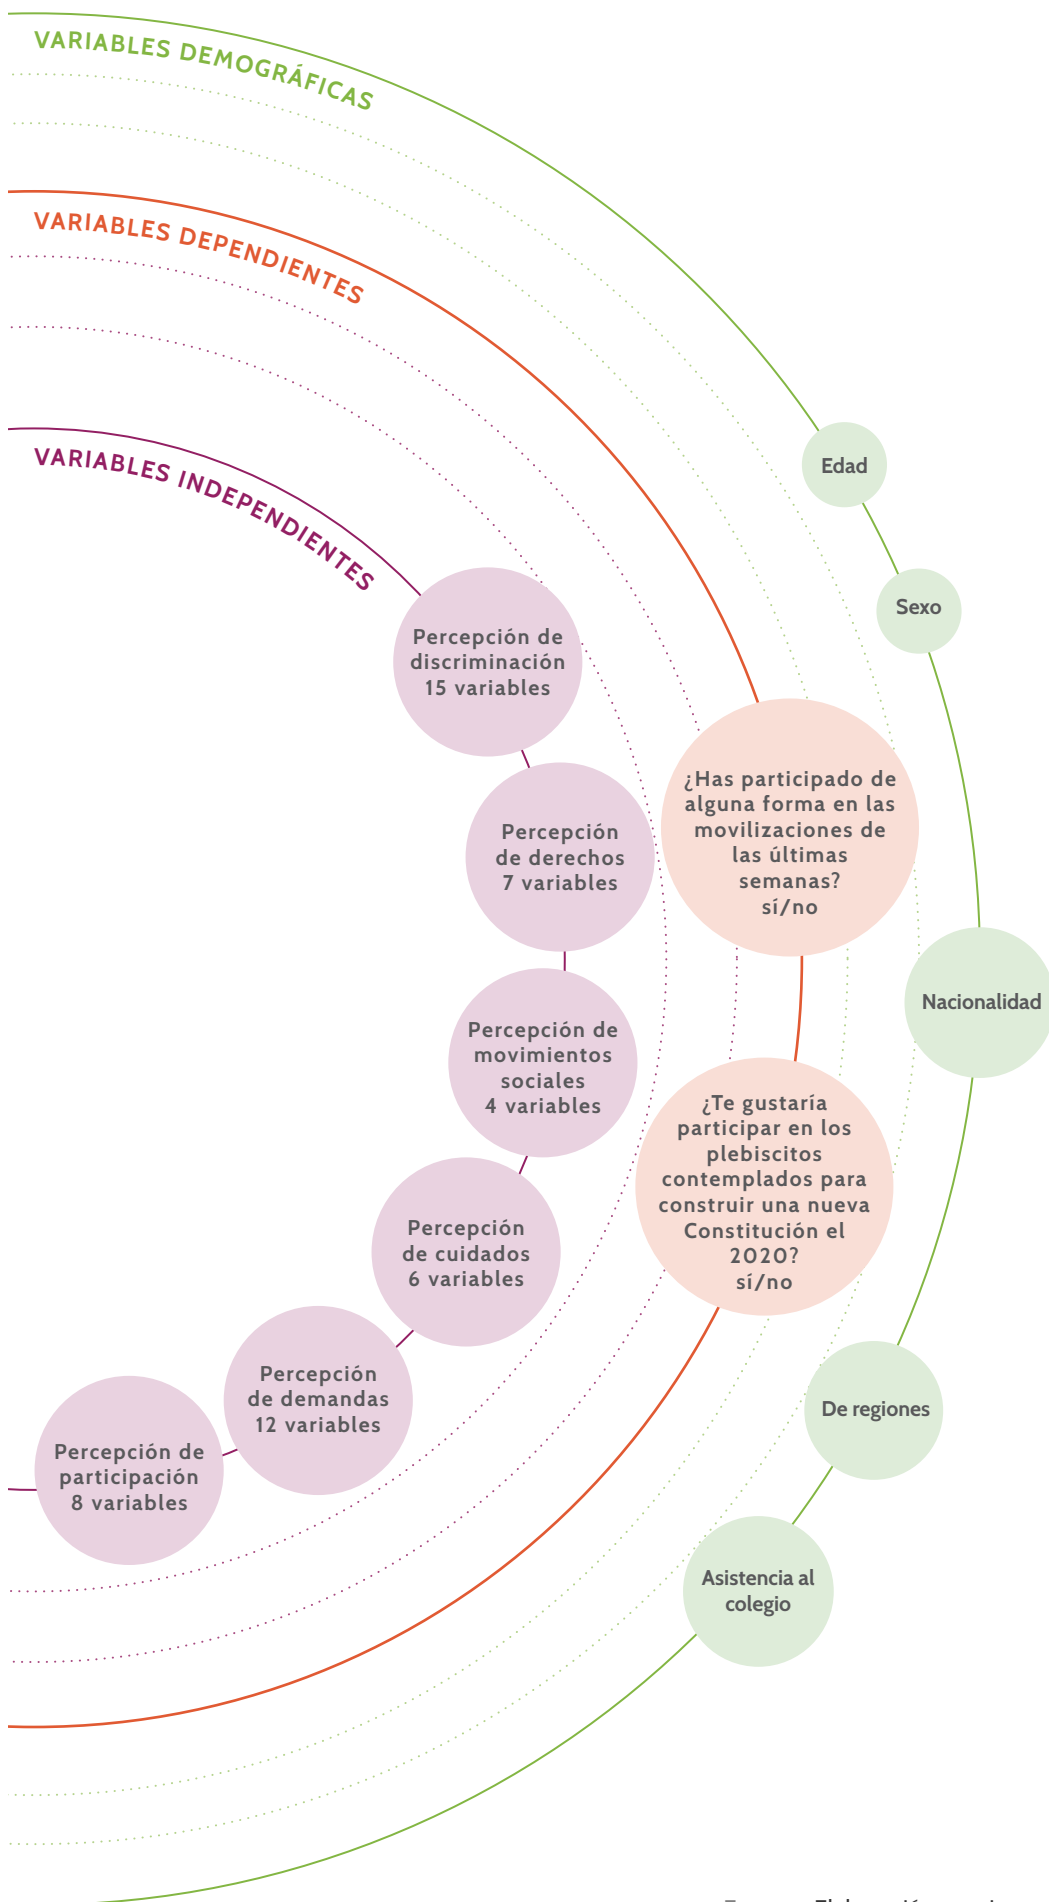 VARIABLES DEMOGRÁFICAS
VARIABLES DEPENDIENTES
VARIABLES INDEPENDIENTES
Edad
Sexo
Percepción de
discriminación
15 variables
¿Has participado de
alguna forma en las
movilizaciones de
las últimas
semanas?
sí/no
Percepción
de derechos
7 variables
Nacionalidad
Percepción de
movimientos
sociales
4 variables
¿Te gustaría
participar en los
plebiscitos
contemplados para
construir una nueva
Constitución el
2020?
sí/no
Percepción
de cuidados
6 variables
Percepción
de demandas
12 variables
De regiones
Percepción de
participación
8 variables
Asistencia al
colegio